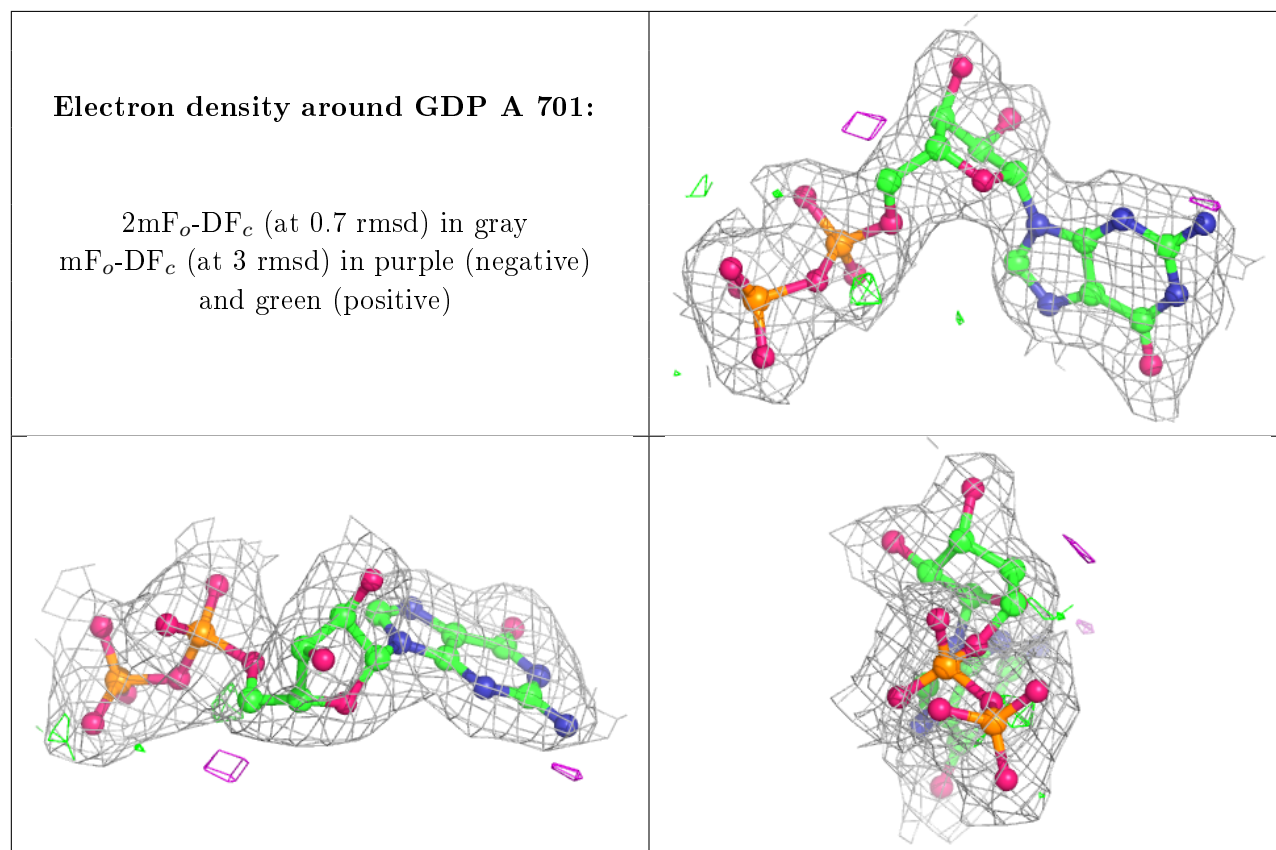 Electron density around GDP A 701:
2mFₒ-DF𝒸 (at 0.7 rmsd) in gray
mFₒ-DF𝒸 (at 3 rmsd) in purple (negative)
and green (positive)